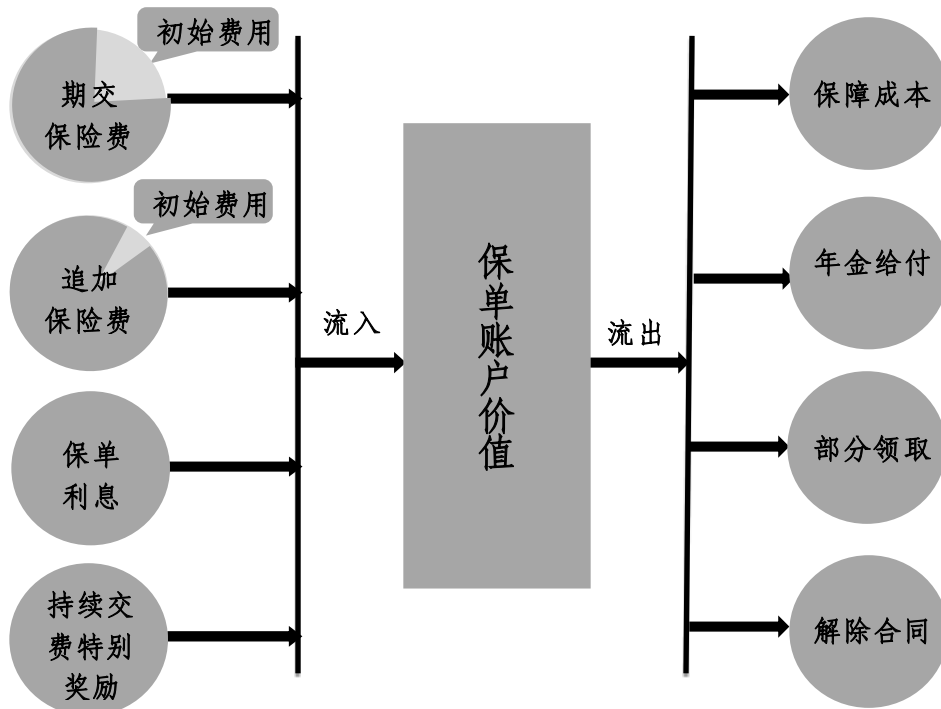 初始费用
期交
保险费
初始费用
追加
保险费
保单
利息
持续交
费特别
奖励
流入
保单账户价值
流出
保障成本
年金给付
部分领取
解除合同